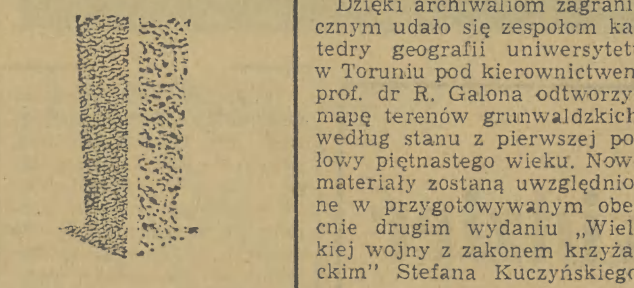 Dzięki archiwaliom zagrani
cznym udało się zespołom ka
tedry geografii uniwersytet
w Toruniu pod kierownictwem
prof. dr R. Galona odtworzy
mapę terenów grunwaldzkich
według stanu z pierwszej po
łowy piętnastego wieku. Now
materiały zostaną uwzględnio
ne w przygotowywanym obe
cnie drugim wydaniu „Wiel
kiej wojny z zakonem krzyża
ckim" Stefana Kuczyńskiego